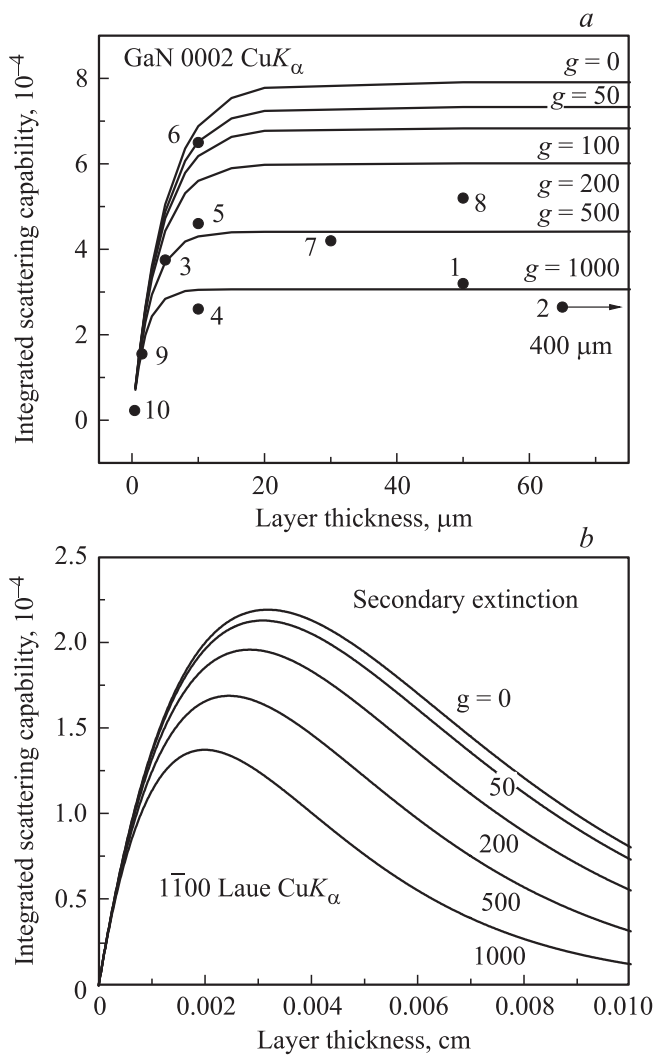 a
GaN 0002 CuKα
g = 0
g = 50
g = 100
g = 200
g = 500
g = 1000
6
5
8
3
7
1
4
2
400 μm
9
10
8
6
4
2
0
Integrated scattering capability, 10–4
0 20 40 60
Layer thickness, μm
b
2.5
2.0
1.5
1.0
0.5
0
Integrated scattering capability, 10–4
Secondary extinction
g = 0
50
200
500
1000
11̅00 Laue CuKα
0 0.002 0.004 0.006 0.008 0.010
Layer thickness, cm